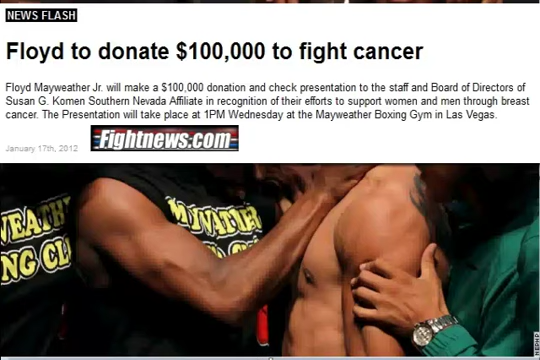 NEWS FLASH
Floyd to donate $100,000 to fight cancer
Floyd Mayweather Jr. will make a $100,000 donation and check presentation to the staff and Board of Directors of
Susan G. Komen Southern Nevada Affiliate in recognition of their efforts to support women and men through breast
cancer. The Presentation will take place at 1PM Wednesday at the Mayweather Boxing Gym in Las Vegas.
January 17th, 2012
Fightnews.com
NG CL